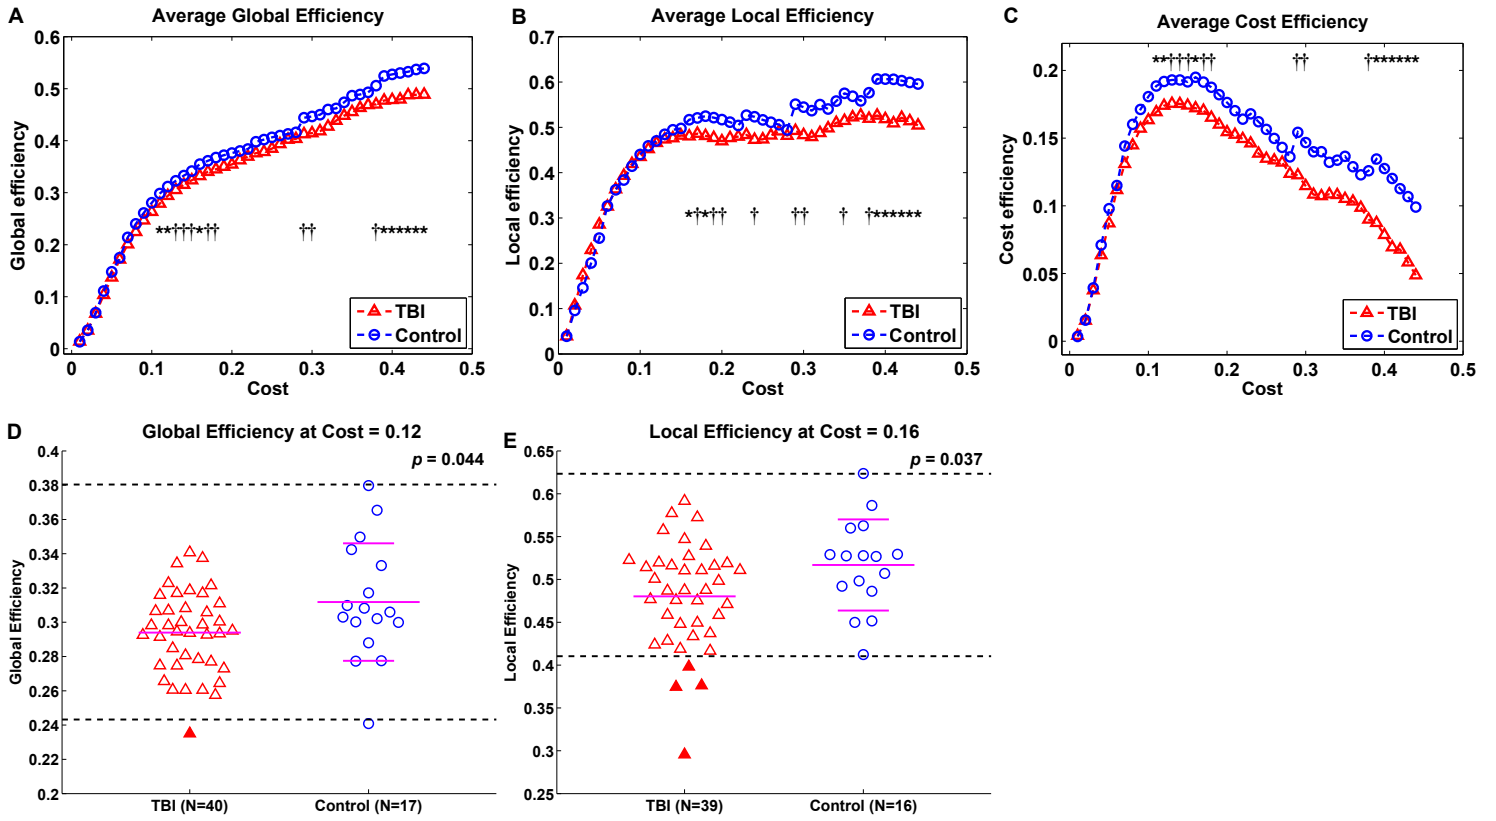 A
Average Global Efficiency
0.6
0.5
0.4
0.3
0.2
0.1
0
Global efficiency
**†††*††
††
†******
TBI
Control
0
0.1
0.2
0.3
0.4
0.5
Cost
B
Average Local Efficiency
0.7
0.6
0.5
0.4
0.3
0.2
0.1
0
Local efficiency
*†*††
†
††
†
†******
TBI
Control
0
0.1
0.2
0.3
0.4
0.5
Cost
C
Average Cost Efficiency
0.2
0.15
0.1
0.05
0
Cost efficiency
**†††*††
††
†******
TBI
Control
0
0.1
0.2
0.3
0.4
0.5
Cost
D
Global Efficiency at Cost = 0.12
p = 0.044
0.4
0.38
0.36
0.34
0.32
0.3
0.28
0.26
0.24
0.22
0.2
Global Efficiency
TBI (N=40)
Control (N=17)
E
Local Efficiency at Cost = 0.16
p = 0.037
0.65
0.6
0.55
0.5
0.45
0.4
0.35
0.3
0.25
Local Efficiency
TBI (N=39)
Control (N=16)